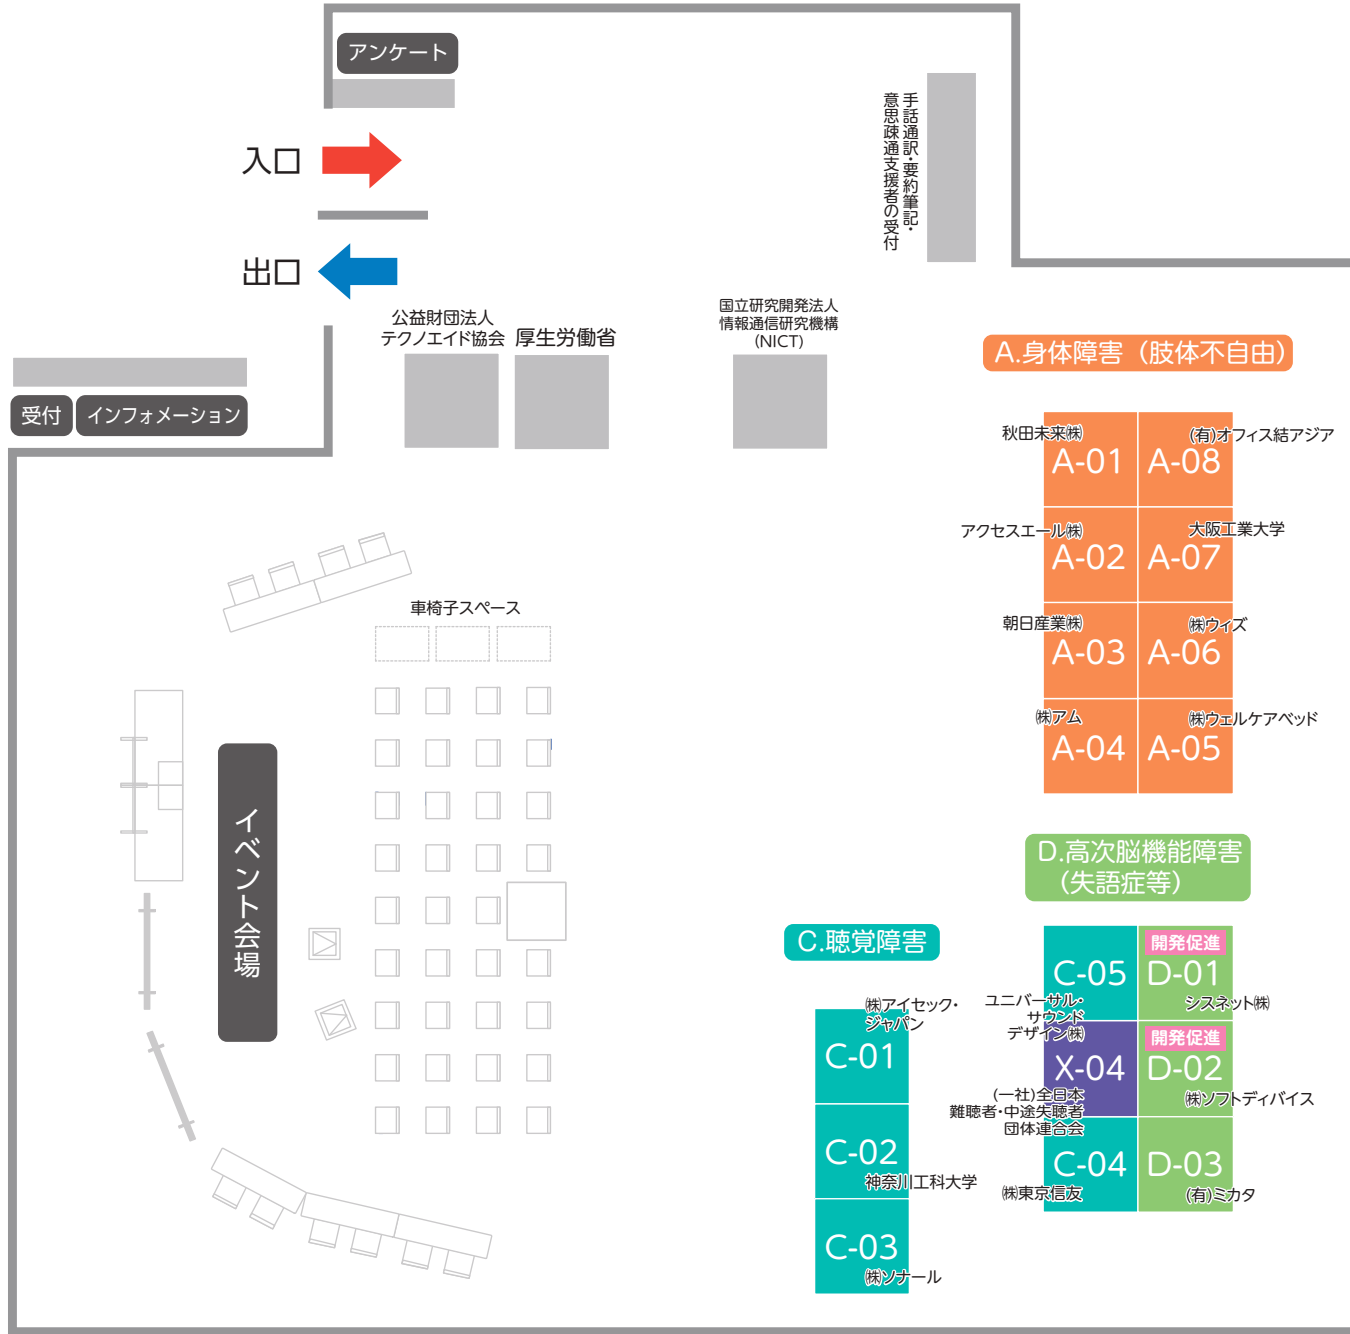 アンケート
入口
出口
手話通訳・要約筆記・
意思疎通支援者の受付
公益財団法人
テクノエイド協会
厚生労働省
国立研究開発法人
情報通信研究機構
(NICT)
受付
インフォメーション
A.身体障害（肢体不自由）
秋田未来㈱
A-01
(有)オフィス結アジア
A-08
アクセスエール㈱
A-02
大阪工業大学
A-07
朝日産業㈱
A-03
㈱ウィズ
A-06
㈱アム
A-04
㈱ウェルケアベッド
A-05
車椅子スペース
イベント会場
D.高次脳機能障害
（失語症等）
C.聴覚障害
C-05
ユニバーサル・
サウンド
デザイン㈱
開発促進
D-01
シスネット㈱
X-04
(一社)全日本
難聴者・中途失聴者
団体連合会
開発促進
D-02
㈱ソフトディバイス
C-04
㈱東京信友
D-03
(有)ミカタ
㈱アイセック・
ジャパン
C-01
C-02
神奈川工科大学
C-03
㈱ソナール